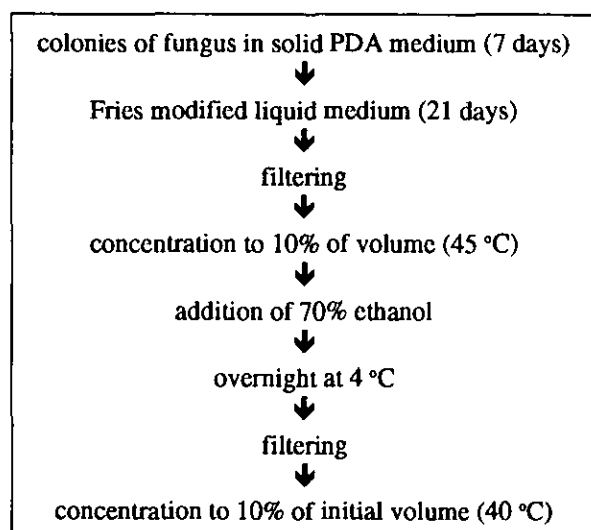 colonies of fungus in solid PDA medium (7 days)
Fries modified liquid medium (21 days)
filtering
concentration to 10% of volume (45 °C)
addition of 70% ethanol
overnight at 4 °C
filtering
concentration to 10% of initial volume (40 °C)